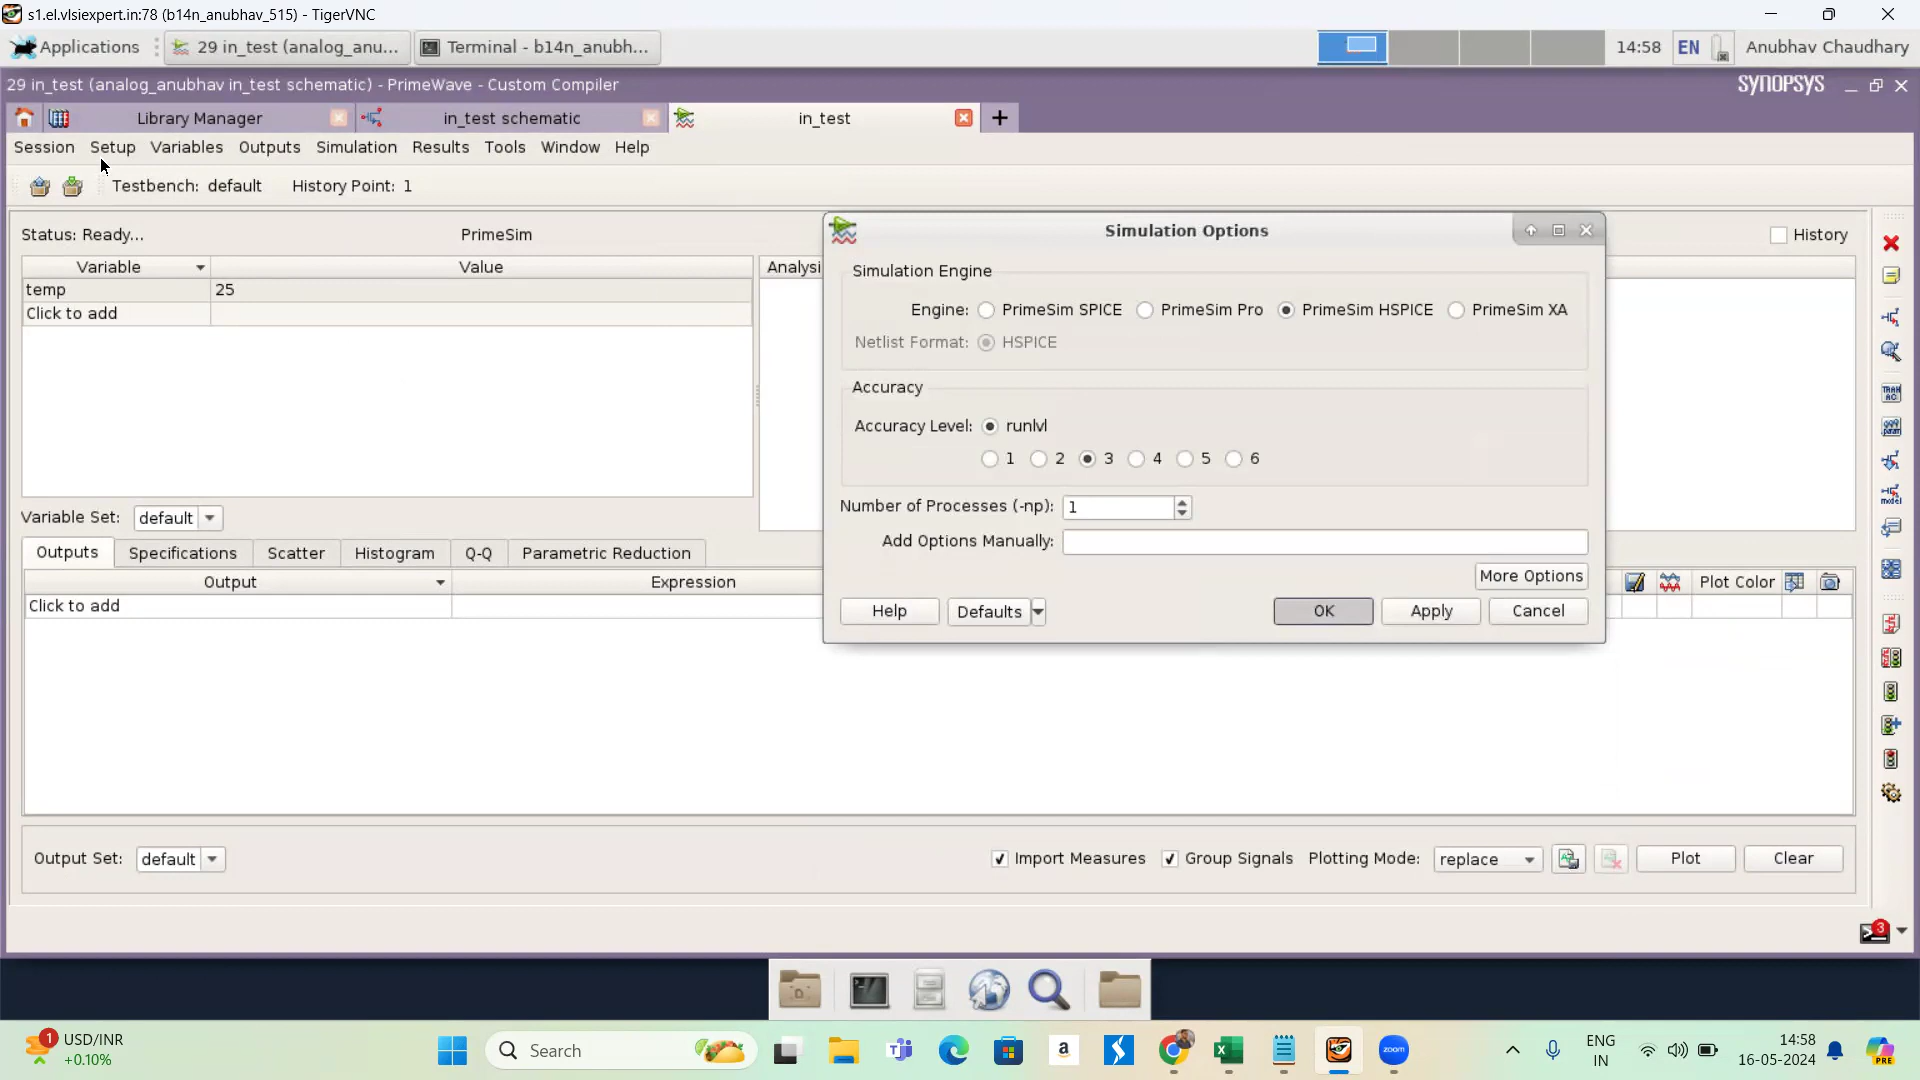 s1.el.vlsiexpert.in:78 (b14n_anubhav_515) - TigerVNC
Applications 29 in_test (analog_anu... Terminal - b14n_anubh... 14:58 EN Anubhav Chaudhary
29 in_test (analog_anubhav in_test schematic) - PrimeWave - Custom Compiler SYNOPSYS
Library Manager in_test schematic in_test
Session Setup Variables Outputs Simulation Results Tools Window Help
Testbench: default History Point: 1
Status: Ready... PrimeSim History
Variable Value Analysi
temp 25
Click to add
Simulation Options
Simulation Engine
Engine: PrimeSim SPICE PrimeSim Pro PrimeSim HSPICE PrimeSim XA
Netlist Format: HSPICE
Accuracy
Accuracy Level: runlvl
1 2 3 4 5 6
Number of Processes (-np): 1
Add Options Manually:
More Options
Help Defaults OK Apply Cancel
Variable Set: default
Outputs Specifications Scatter Histogram Q-Q Parametric Reduction
Output Expression Plot Color
Click to add
Output Set: default Import Measures Group Signals Plotting Mode: replace Plot Clear
3
1 USD/INR
+0.10%
Search
ENG
IN
14:58
16-05-2024
PRE